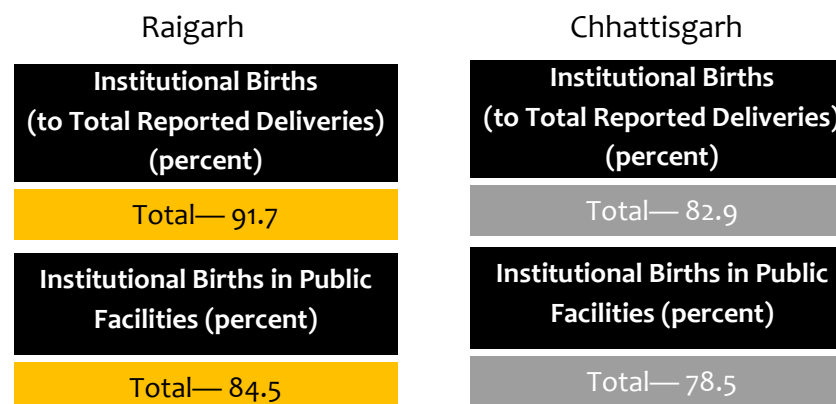 Raigarh
Institutional Births
(to Total Reported Deliveries)
(percent)
Total— 91.7
Institutional Births in Public
Facilities (percent)
Total— 84.5
Chhattisgarh
Institutional Births
(to Total Reported Deliveries)
(percent)
Total— 82.9
Institutional Births in Public
Facilities (percent)
Total— 78.5